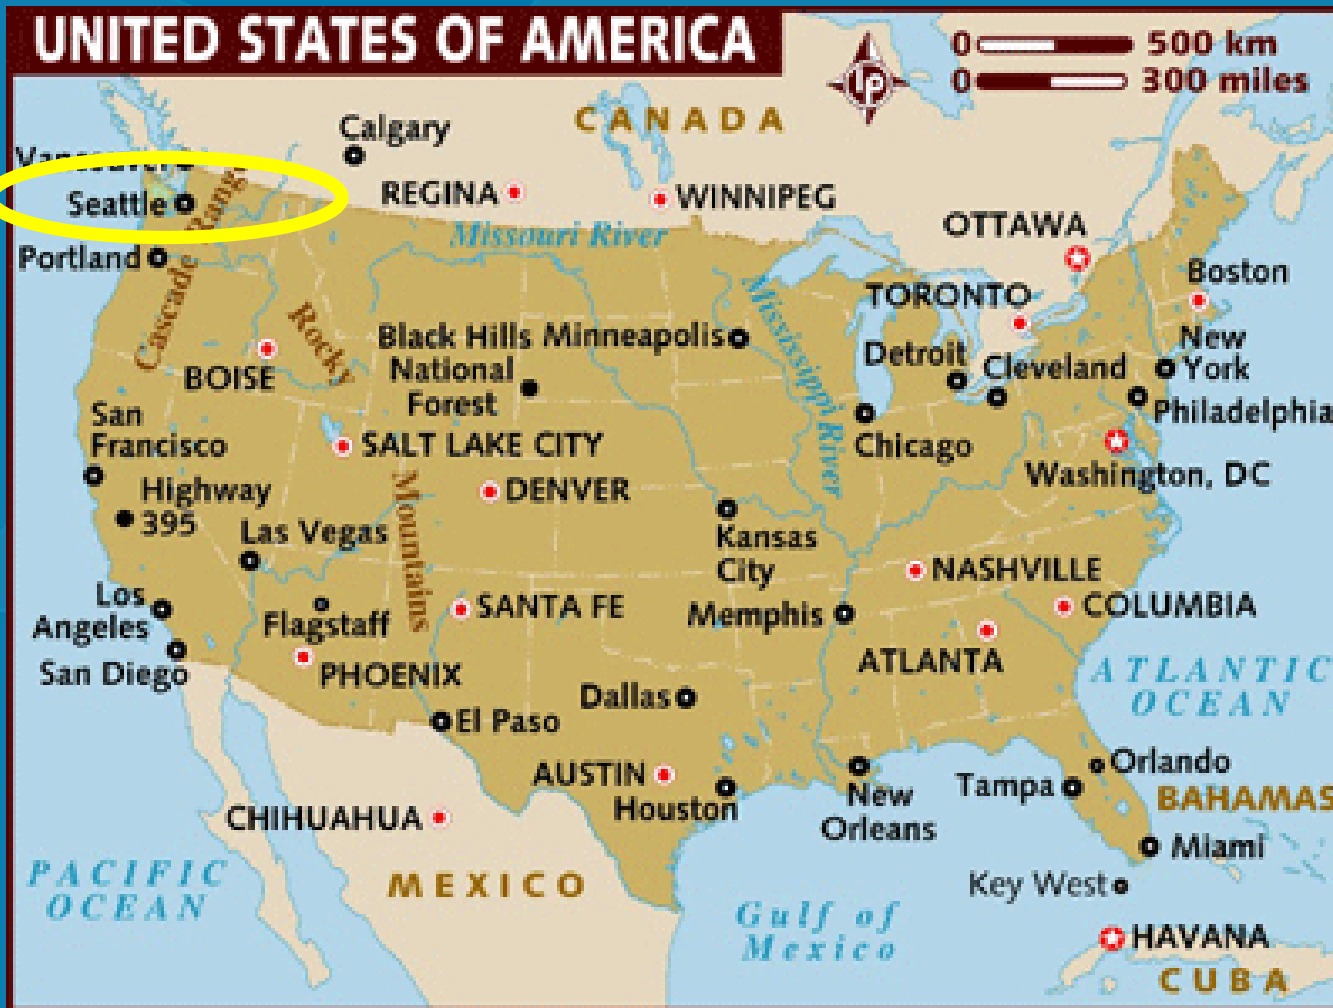 UNITED STATES OF AMERICA
0 500 km
0 300 miles
LP
CANADA
Calgary
Vancouver
Seattle
REGINA
WINNIPEG
Missouri River
OTTAWA
Portland
Cascade Range
Boston
TORONTO
Mississippi River
Rocky
Mountains
Black Hills
National
Forest
Minneapolis
New
York
Detroit
Cleveland
BOISE
Philadelphia
San
Francisco
SALT LAKE CITY
Chicago
Washington, DC
Highway
395
DENVER
Las Vegas
Kansas
City
NASHVILLE
Los
Angeles
Flagstaff
SANTA FE
Memphis
COLUMBIA
San Diego
PHOENIX
ATLANTA
ATLANTIC
OCEAN
Dallas
El Paso
AUSTIN
Houston
New
Orleans
Orlando
Tampa
BAHAMAS
CHIHUAHUA
Miami
PACIFIC
OCEAN
MEXICO
Key West
Gulf of
Mexico
HAVANA
CUBA